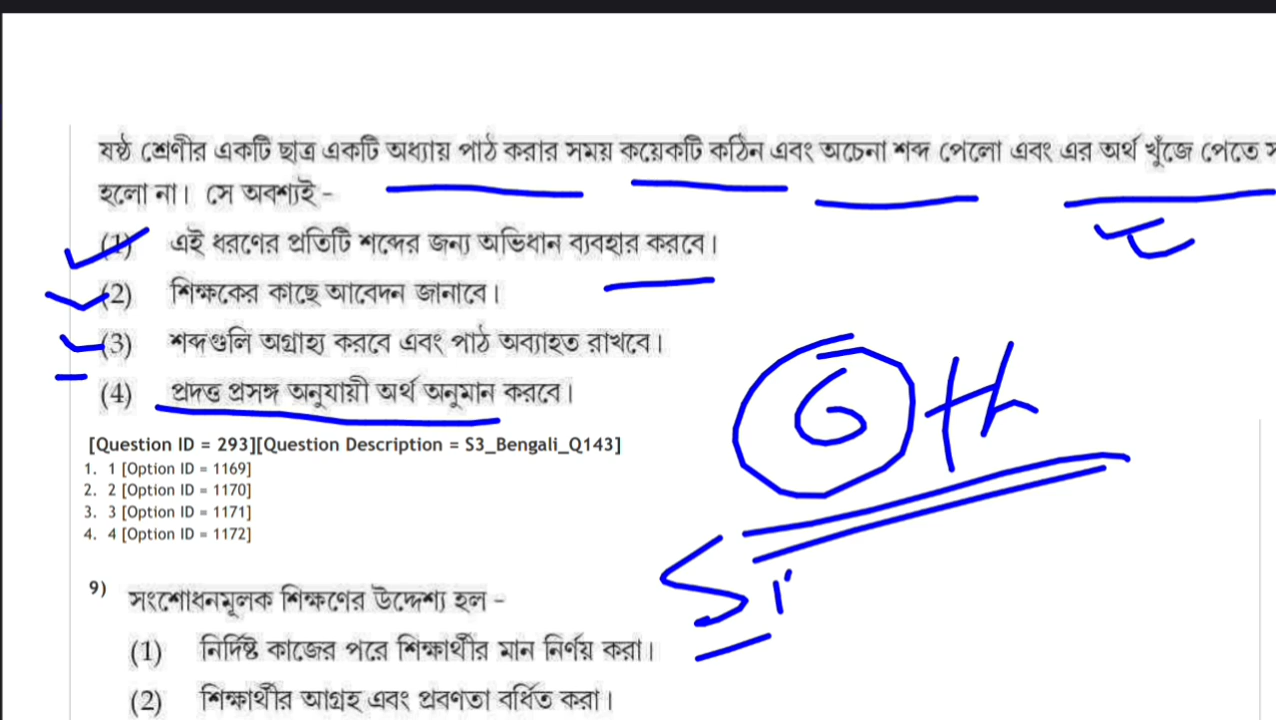 ষষ্ঠ শ্রেণীর একটি ছাত্র একটি অধ্যায় পাঠ করার সময় কয়েকটি কঠিন এবং অচেনা শব্দ পেলো এবং এর অর্থ খুঁজে পেতে
হলো না। সে অবশ্যই -
(1) এই ধরণের প্রতিটি শব্দের জন্য অভিধান ব্যবহার করবে।
(2) শিক্ষকের কাছে আবেদন জানাবে।
(3) শব্দগুলি অগ্রাহ্য করবে এবং পাঠ অব্যাহত রাখবে।
(4) প্রদত্ত প্রসঙ্গ অনুযায়ী অর্থ অনুমান করবে।
6 th
[Question ID = 293][Question Description = S3_Bengali_Q143]
1. 1 [Option ID = 1169]
2. 2 [Option ID = 1170]
3. 3 [Option ID = 1171]
4. 4 [Option ID = 1172]
9) সংশোধনমূলক শিক্ষণের উদ্দেশ্য হল -
(1) নির্দিষ্ট কাজের পরে শিক্ষার্থীর মান নির্ণয় করা।
(2) শিক্ষার্থীর আগ্রহ এবং প্রবণতা বর্ধিত করা।